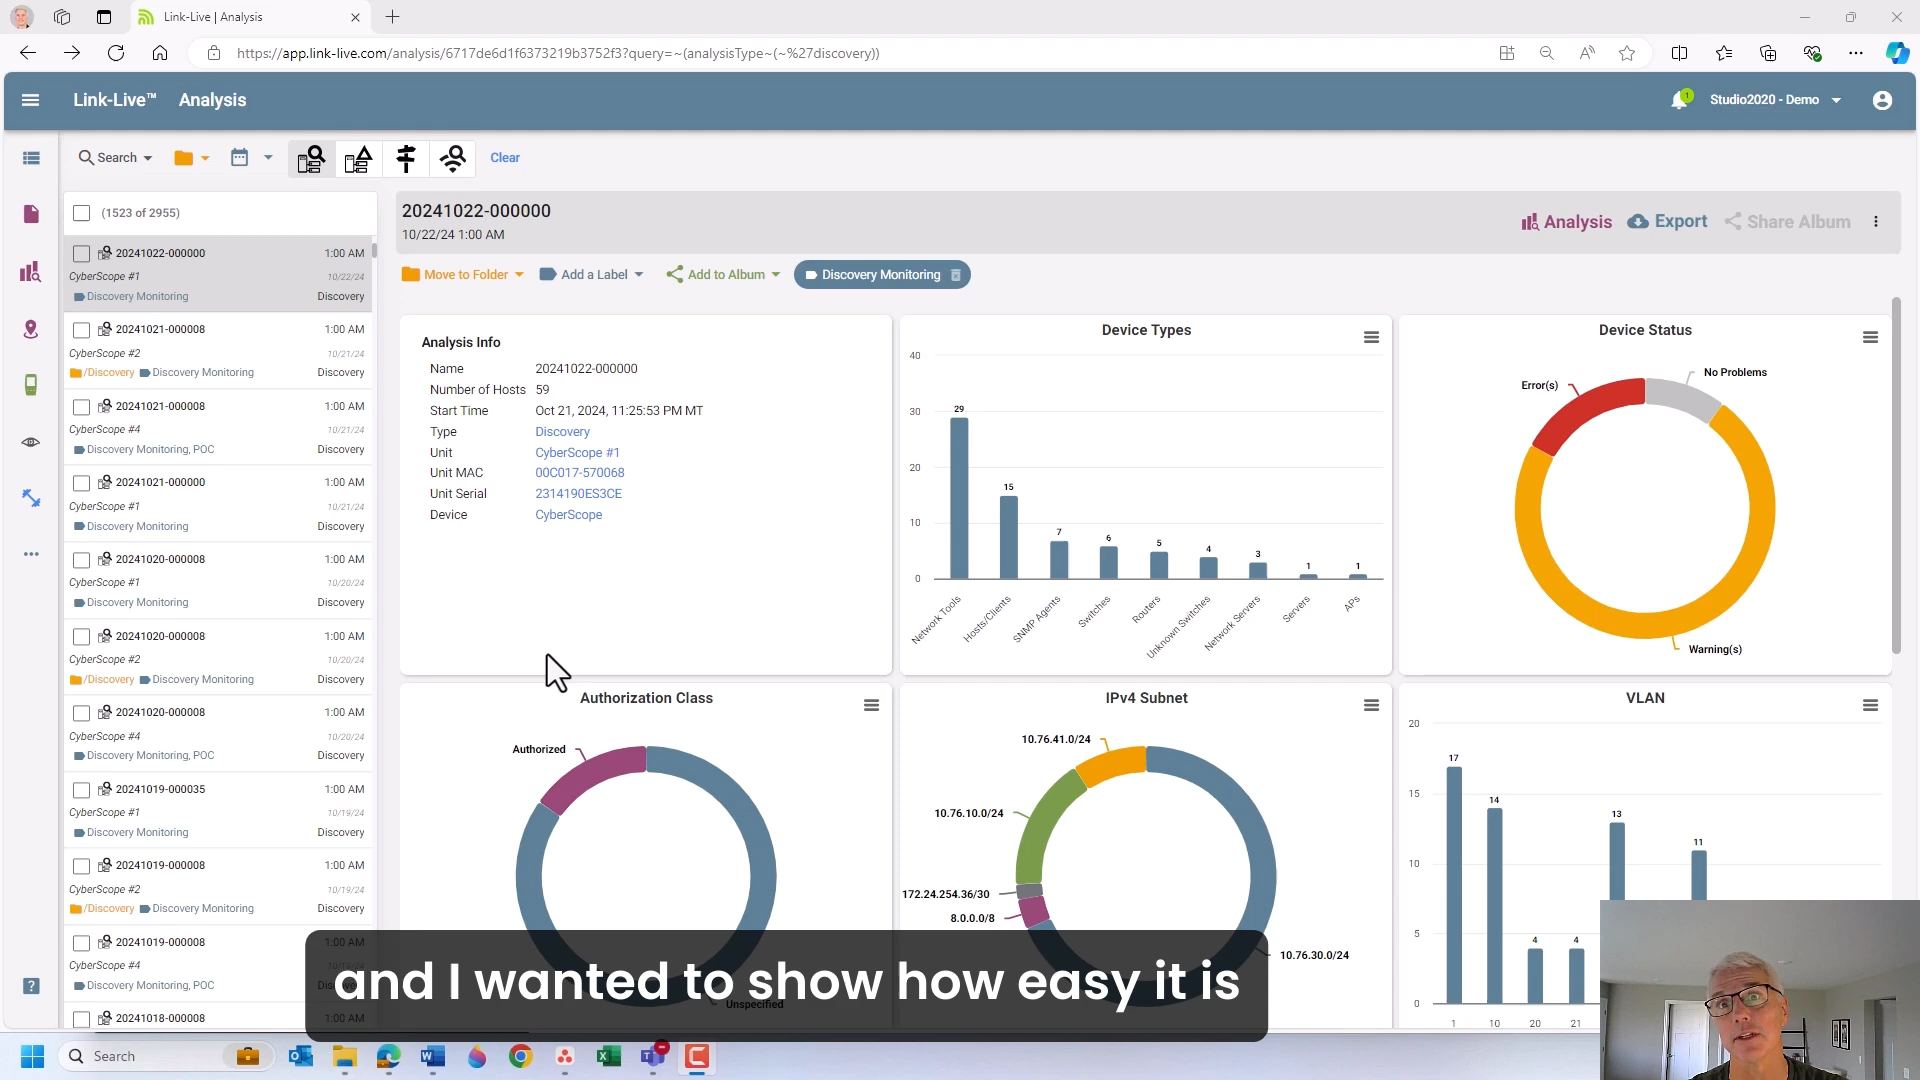 Link-Live | Analysis
https://app.link-live.com/analysis/6717de6d1f6373219b3752f3?query=~(analysisType~(~%27discovery))
Link-Live™ Analysis
1
Studio2020 - Demo
Search
Clear
(1523 of 2955)
20241022-000000 1:00 AM
CyberScope #1 10/22/24
Discovery Monitoring Discovery
20241021-000008 1:00 AM
CyberScope #2 10/21/24
/Discovery Discovery Monitoring Discovery
20241021-000008 1:00 AM
CyberScope #4 10/21/24
Discovery Monitoring, POC Discovery
20241021-000000 1:00 AM
CyberScope #1 10/21/24
Discovery Monitoring Discovery
20241020-000008 1:00 AM
CyberScope #1 10/20/24
Discovery Monitoring Discovery
20241020-000008 1:00 AM
CyberScope #2 10/20/24
/Discovery Discovery Monitoring Discovery
20241020-000008 1:00 AM
CyberScope #4 10/20/24
Discovery Monitoring, POC Discovery
20241019-000035 1:00 AM
CyberScope #1 10/19/24
Discovery Monitoring Discovery
20241019-000008 1:00 AM
CyberScope #2 10/19/24
/Discovery Discovery Monitoring Discovery
20241019-000008 1:00 AM
CyberScope #4
Discovery Monitoring, POC
20241018-000008 1:00 AM
20241022-000000
10/22/24 1:00 AM
Analysis Export Share Album
Move to Folder Add a Label Add to Album Discovery Monitoring
Analysis Info
Name 20241022-000000
Number of Hosts 59
Start Time Oct 21, 2024, 11:25:53 PM MT
Type Discovery
Unit CyberScope #1
Unit MAC 00C017-570068
Unit Serial 2314190ES3CE
Device CyberScope
Device Types
40
30
20
10
0
29
15
7
6
5
4
3
1
1
Network Tools
Hosts/Clients
SNMP Agents
Switches
Routers
Unknown Switches
Network Servers
Servers
APs
Device Status
Error(s)
No Problems
Warning(s)
Authorization Class
Authorized
Unspecified
IPv4 Subnet
10.76.41.0/24
10.76.10.0/24
172.24.254.36/30
8.0.0.0/8
10.76.30.0/24
VLAN
20
15
10
5
0
17
14
4
4
13
11
1 10 20 21
and I wanted to show how easy it is
Search